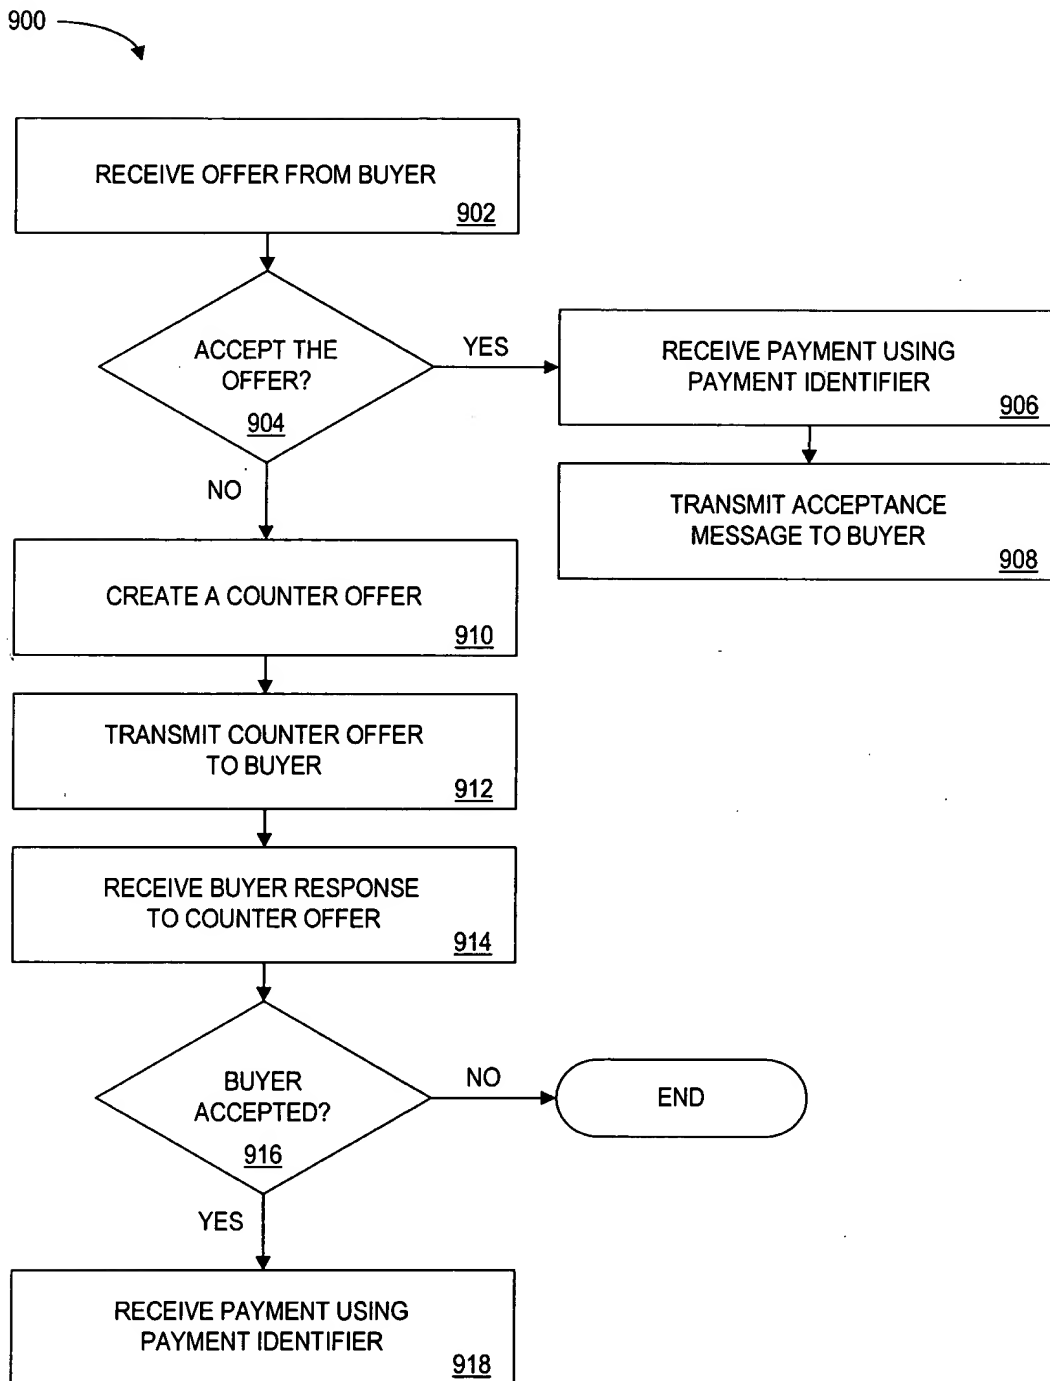 900
RECEIVE OFFER FROM BUYER
902
ACCEPT THE
OFFER?
904
YES
RECEIVE PAYMENT USING
PAYMENT IDENTIFIER
906
TRANSMIT ACCEPTANCE
MESSAGE TO BUYER
908
NO
CREATE A COUNTER OFFER
910
TRANSMIT COUNTER OFFER
TO BUYER
912
RECEIVE BUYER RESPONSE
TO COUNTER OFFER
914
BUYER
ACCEPTED?
916
NO
END
YES
RECEIVE PAYMENT USING
PAYMENT IDENTIFIER
918